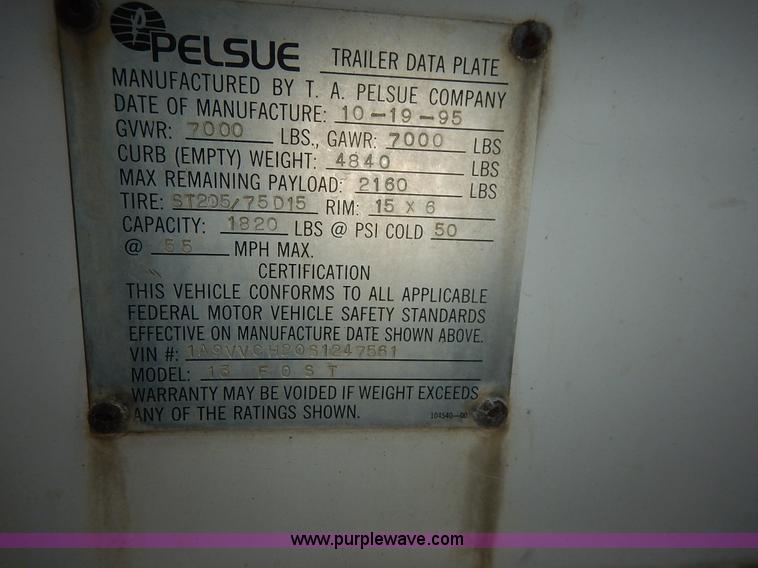 PELSUE TRAILER DATA PLATE
MANUFACTURED BY T. A. PELSUE COMPANY
DATE OF MANUFACTURE: 10-19-95
GVWR: 7000 LBS., GAWR: 7000 LBS
CURB (EMPTY) WEIGHT: 4840 LBS
MAX REMAINING PAYLOAD: 2160 LBS
TIRE: ST205/75D15 RIM: 15 X 6
CAPACITY: 1820 LBS @ PSI COLD 50
@ 55 MPH MAX.
CERTIFICATION
THIS VEHICLE CONFORMS TO ALL APPLICABLE
FEDERAL MOTOR VEHICLE SAFETY STANDARDS
EFFECTIVE ON MANUFACTURE DATE SHOWN ABOVE.
VIN #:
MODEL: 13 FOST
WARRANTY MAY BE VOIDED IF WEIGHT EXCEEDS
ANY OF THE RATINGS SHOWN.
www.purplewave.com